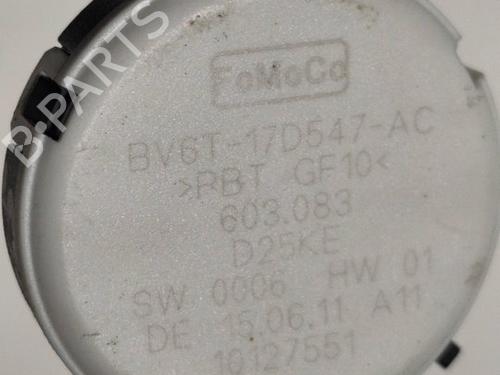 B-PARTS
FoMoCo
BV6T-17D547-AC
>PBT GF10<
603.083
D25KE
SW 0006 HW 01
DE 15.06.11 A11
10127551